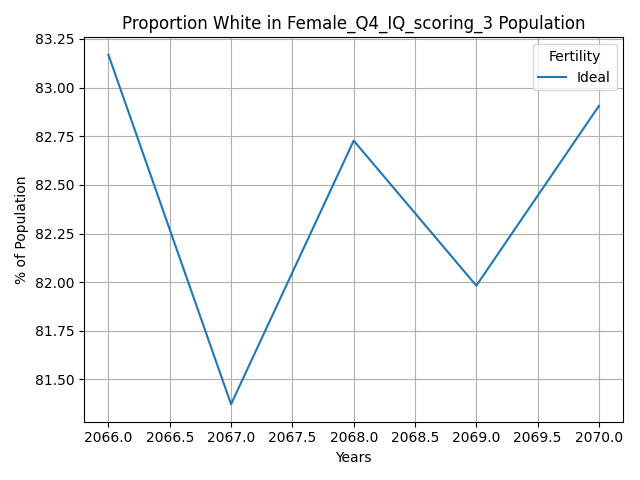 Proportion White in Female_Q4_IQ_scoring_3 Population
83.25
83.00
82.75
82.50
82.25
82.00
81.75
81.50
% of Population
Fertility
Ideal
2066.0 2066.5 2067.0 2067.5 2068.0 2068.5 2069.0 2069.5 2070.0
Years